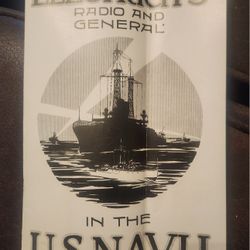 RADIO AND
GENERAL
IN THE
U.S. NAVY